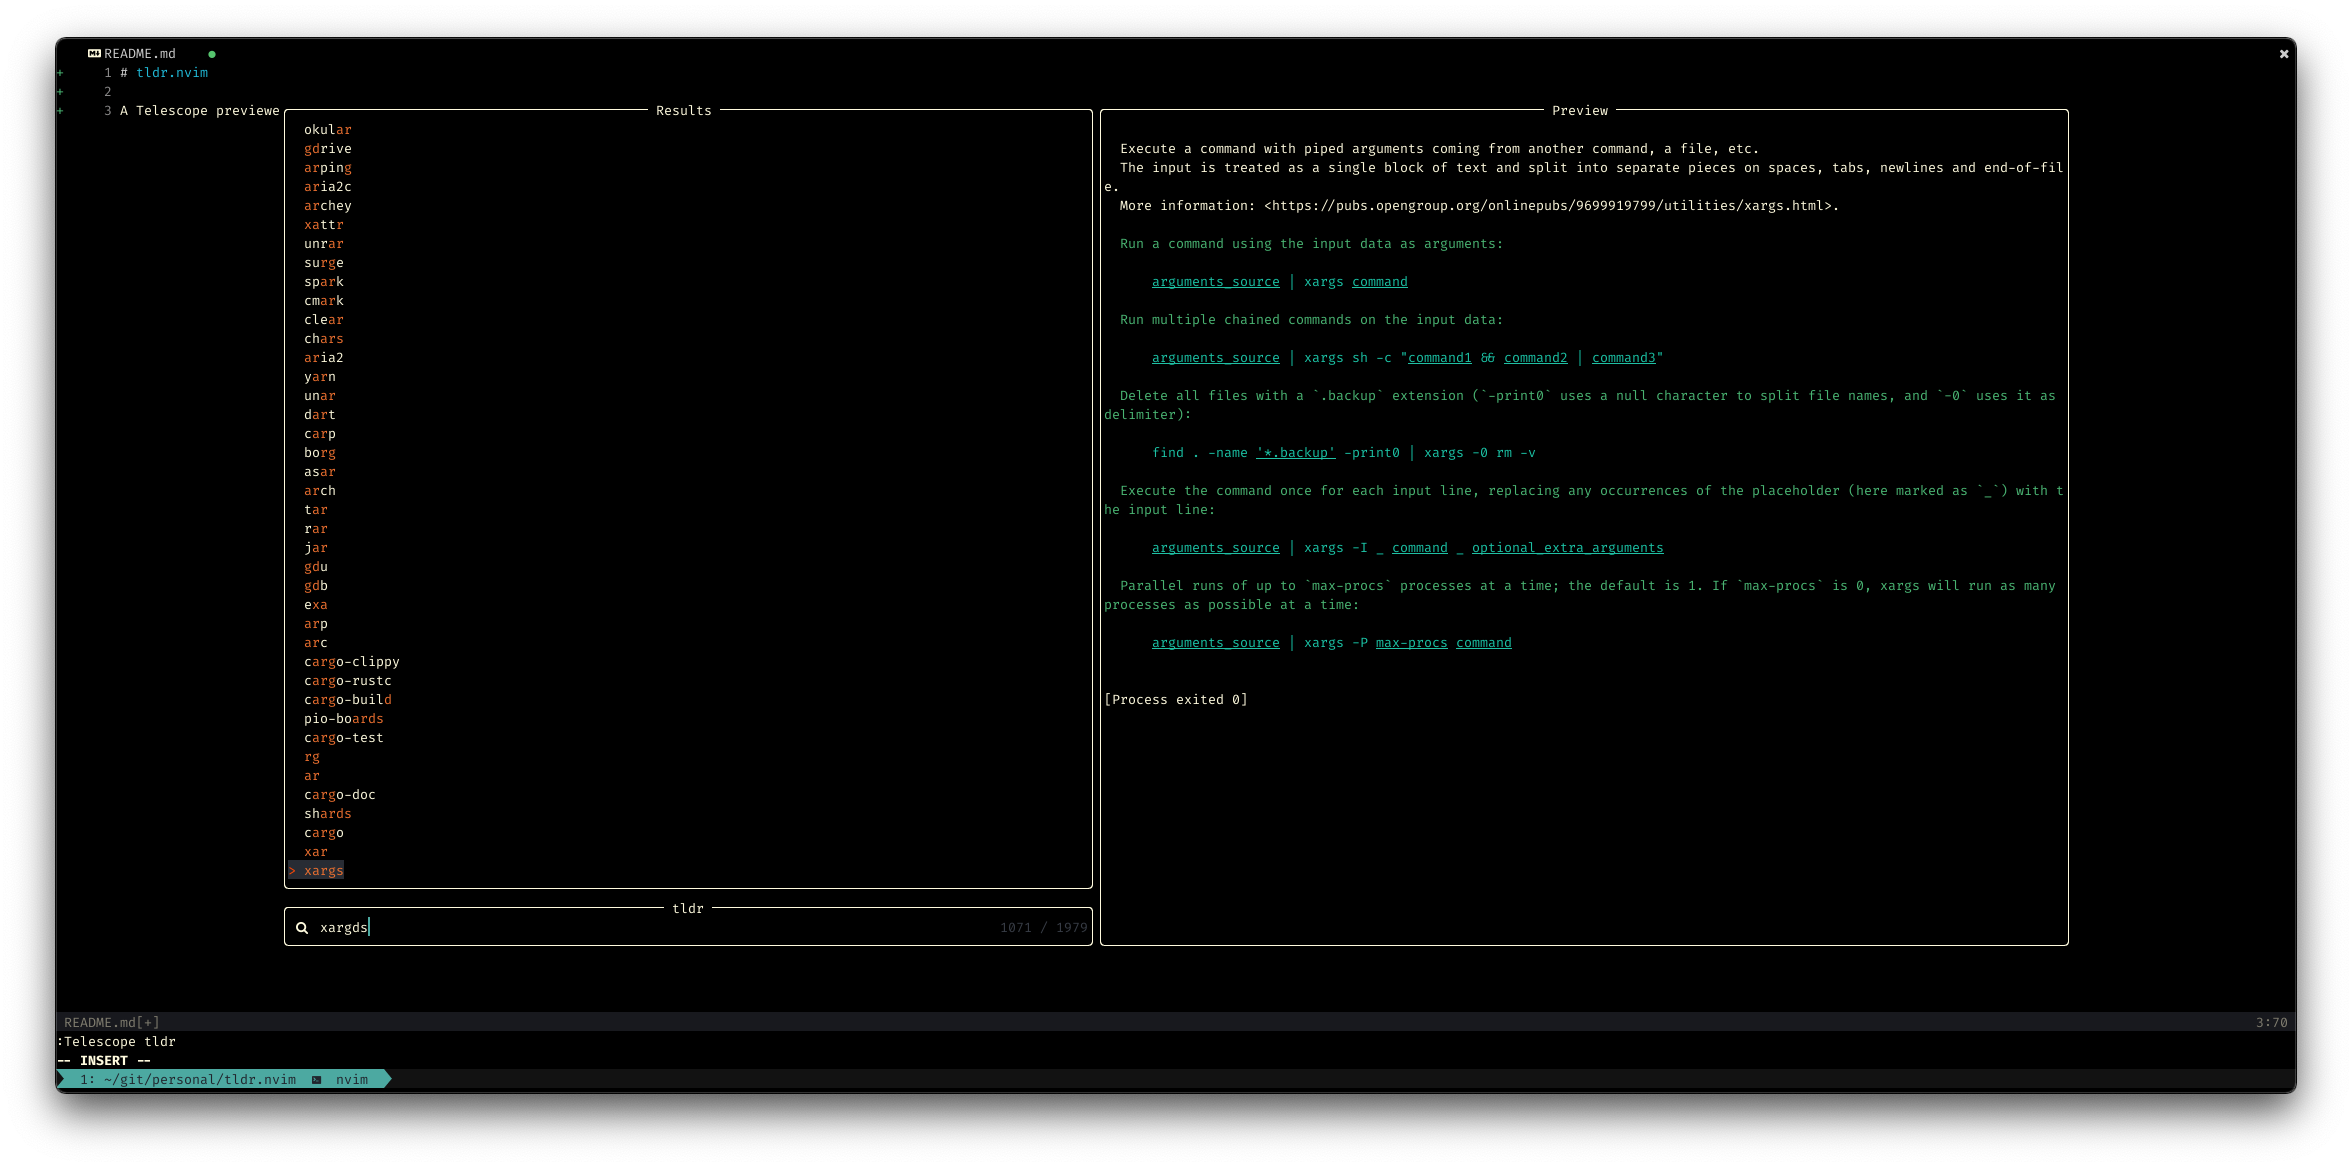 README.md
+ 1 # tldr.nvim
+ 2
+ 3 A Telescope previewe
Results
okular
gdrive
arping
aria2c
archey
xattr
unrar
surge
spark
cmark
clear
chars
aria2
yarn
unar
dart
carp
borg
asar
arch
tar
rar
jar
gdu
gdb
exa
arp
arc
cargo-clippy
cargo-rustc
cargo-build
pio-boards
cargo-test
rg
ar
cargo-doc
shards
cargo
xar
> xargs
tldr
xargds 1071 / 1979
Preview
Execute a command with piped arguments coming from another command, a file, etc.
The input is treated as a single block of text and split into separate pieces on spaces, tabs, newlines and end-of-fil
e.
More information: <https://pubs.opengroup.org/onlinepubs/9699919799/utilities/xargs.html>.
Run a command using the input data as arguments:
arguments_source | xargs command
Run multiple chained commands on the input data:
arguments_source | xargs sh -c "command1 && command2 | command3"
Delete all files with a `.backup` extension (`-print0` uses a null character to split file names, and `-0` uses it as
delimiter):
find . -name '*.backup' -print0 | xargs -0 rm -v
Execute the command once for each input line, replacing any occurrences of the placeholder (here marked as `_`) with t
he input line:
arguments_source | xargs -I _ command _ optional_extra_arguments
Parallel runs of up to `max-procs` processes at a time; the default is 1. If `max-procs` is 0, xargs will run as many
processes as possible at a time:
arguments_source | xargs -P max-procs command
[Process exited 0]
README.md[+] 3:70
:Telescope tldr
-- INSERT --
1: ~/git/personal/tldr.nvim nvim